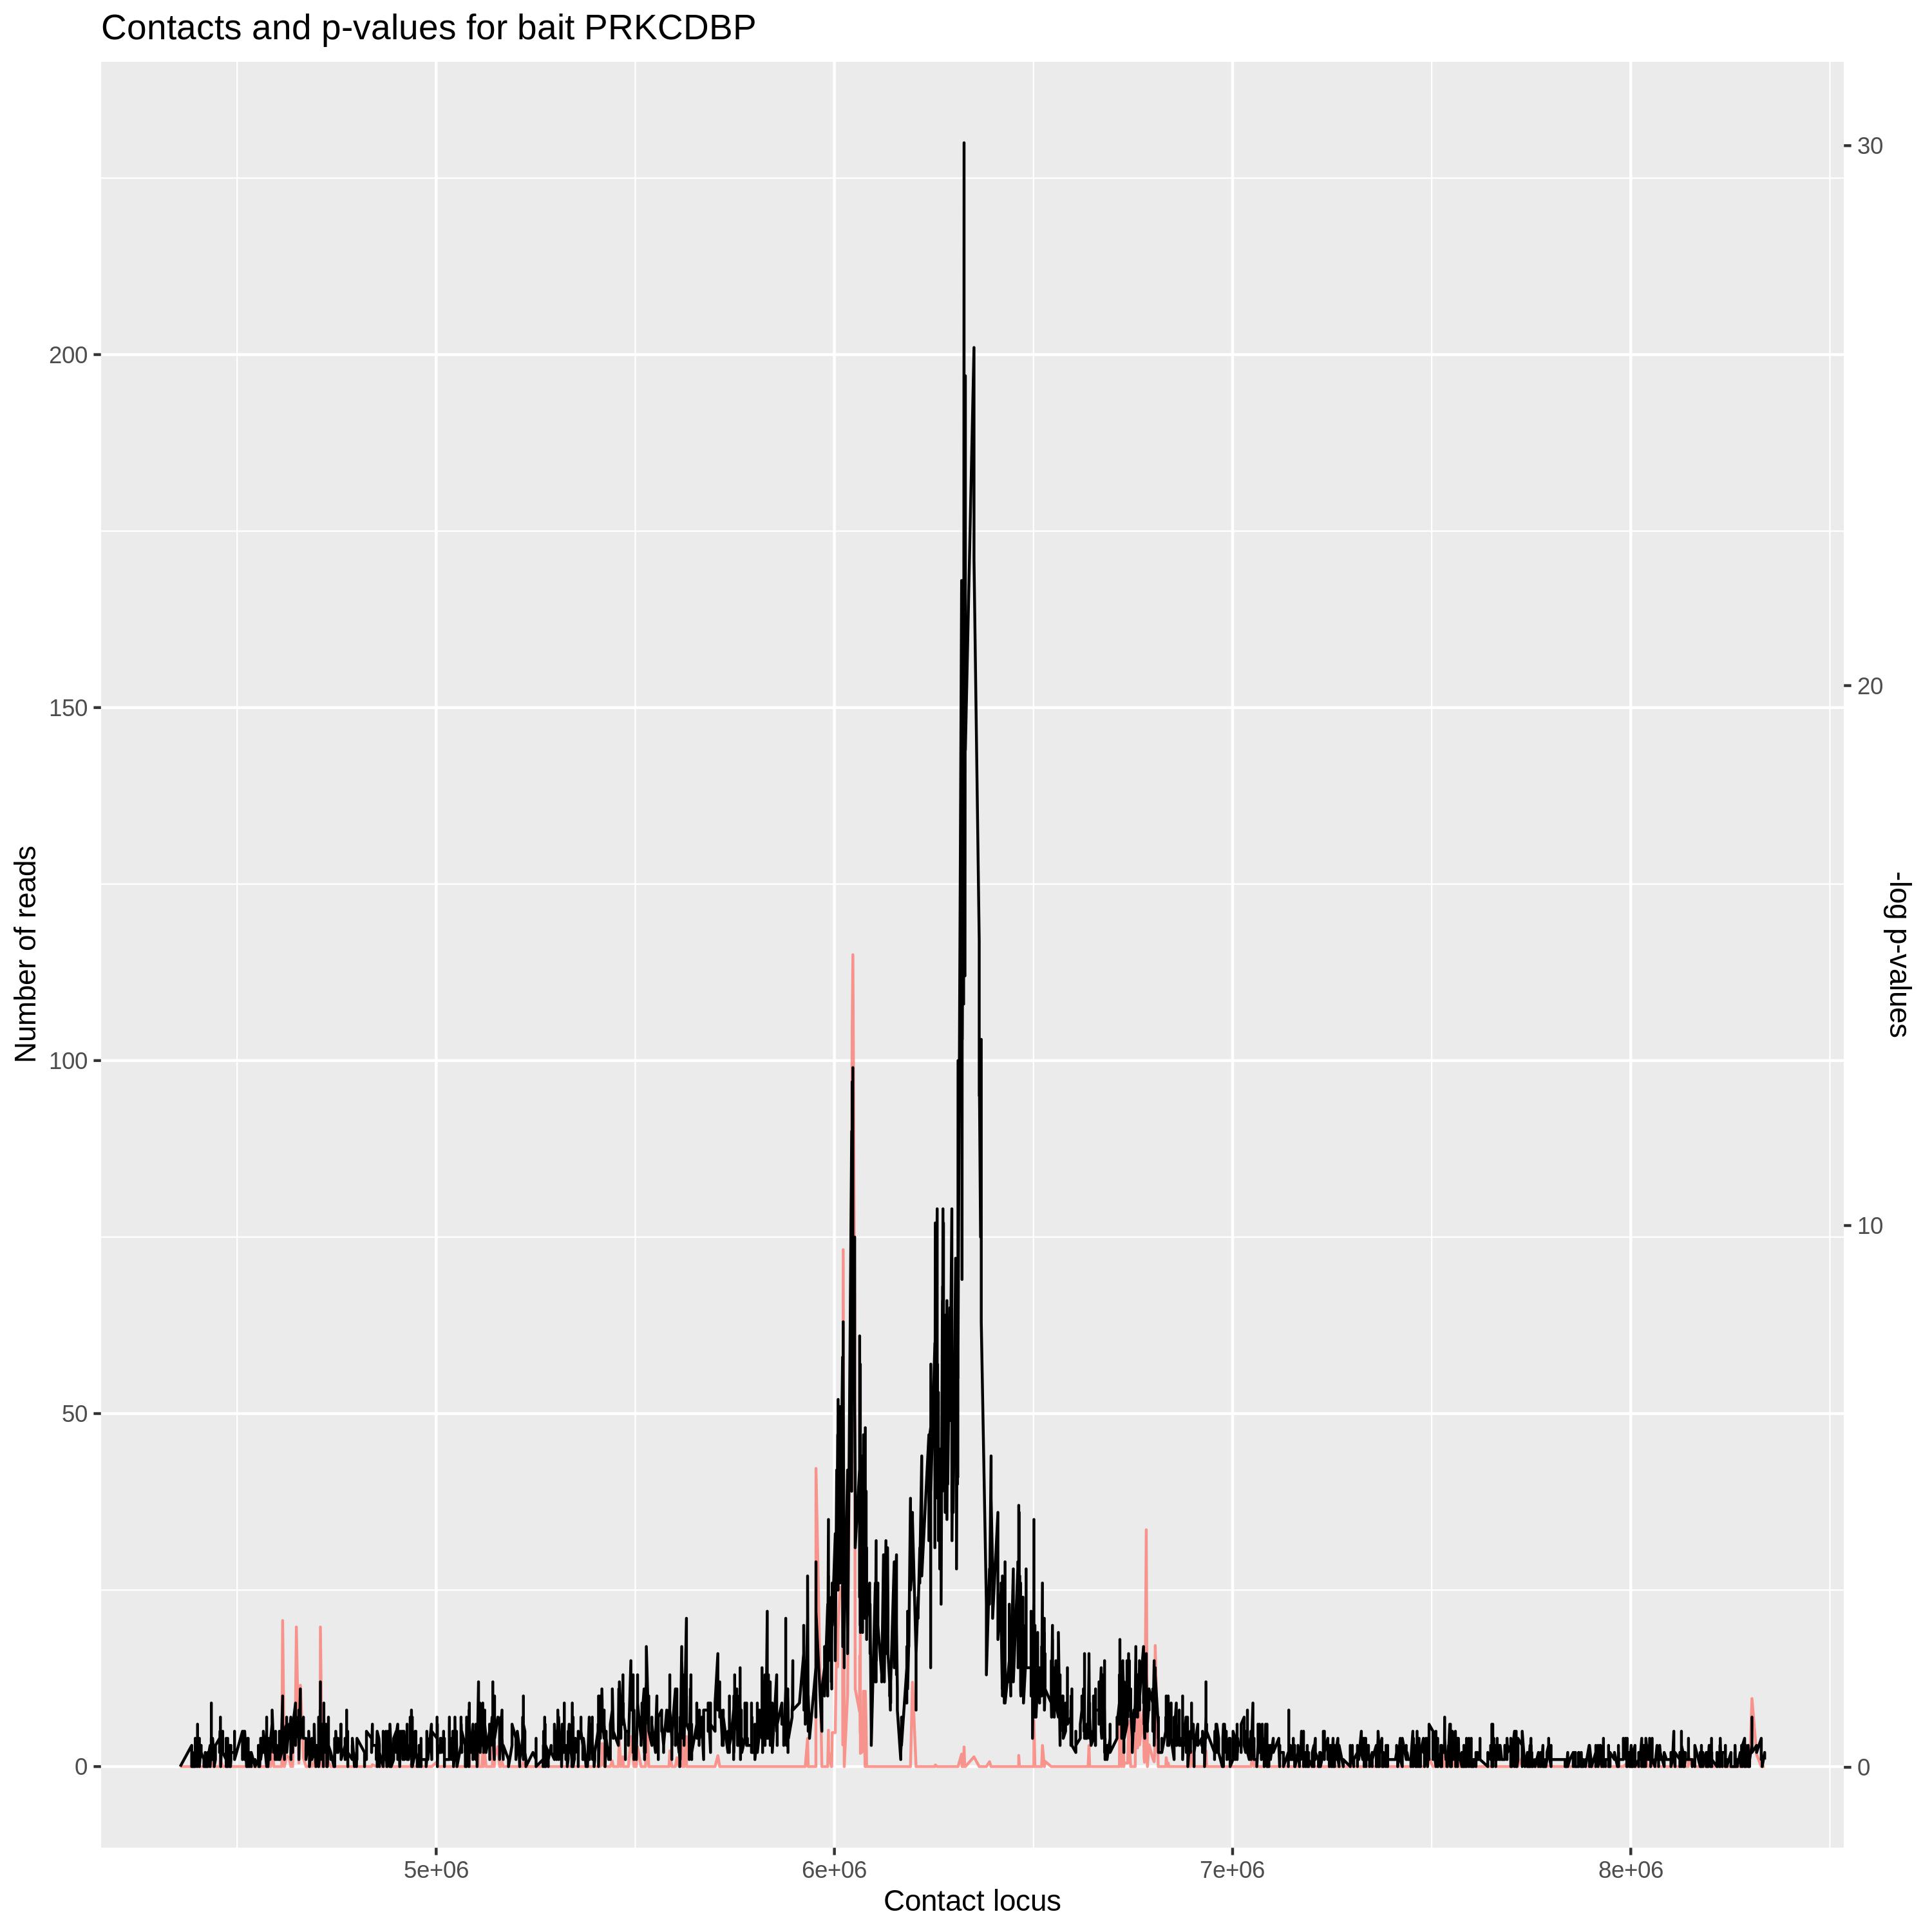 Contacts and p-values for bait PRKCDBP
Number of reads
200
150
100
50
0
30
20
10
0
-log p-values
5e+06 6e+06 7e+06 8e+06
Contact locus